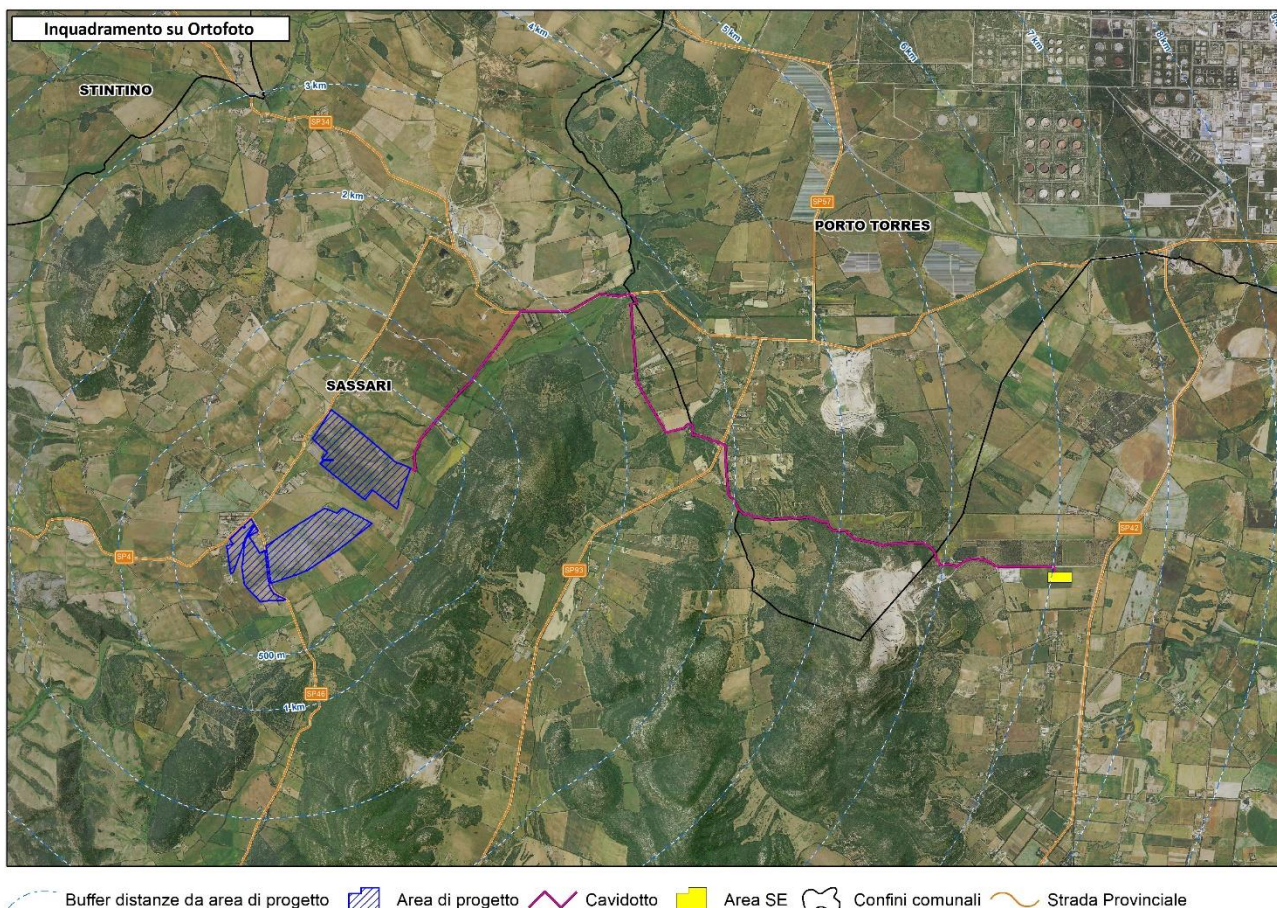 Inquadramento su Ortofoto
STINTINO
SP34
3 km
2 km
4 km
5 km
6 km
7 km
8 km
SP57
PORTO TORRES
SASSARI
SP4
SP93
SP42
500 m
SP46
1 km
Buffer distanze da area di progetto Area di progetto Cavidotto Area SE Confini comunali Strada Provinciale